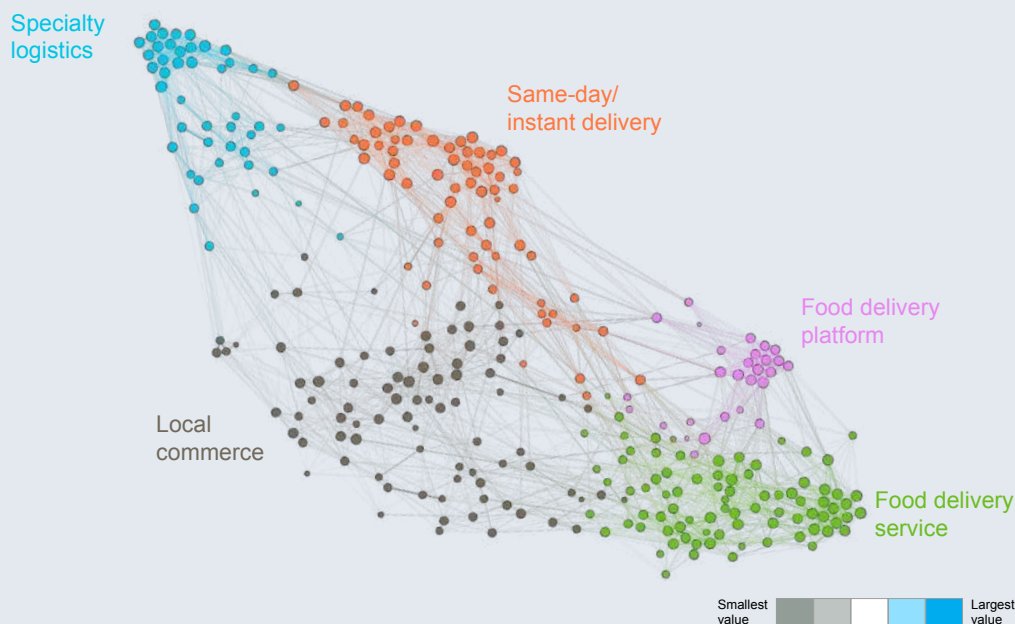 Specialty
logistics
Same-day/
instant delivery
Food delivery
platform
Local
commerce
Food delivery
service
Smallest
value
Largest
value